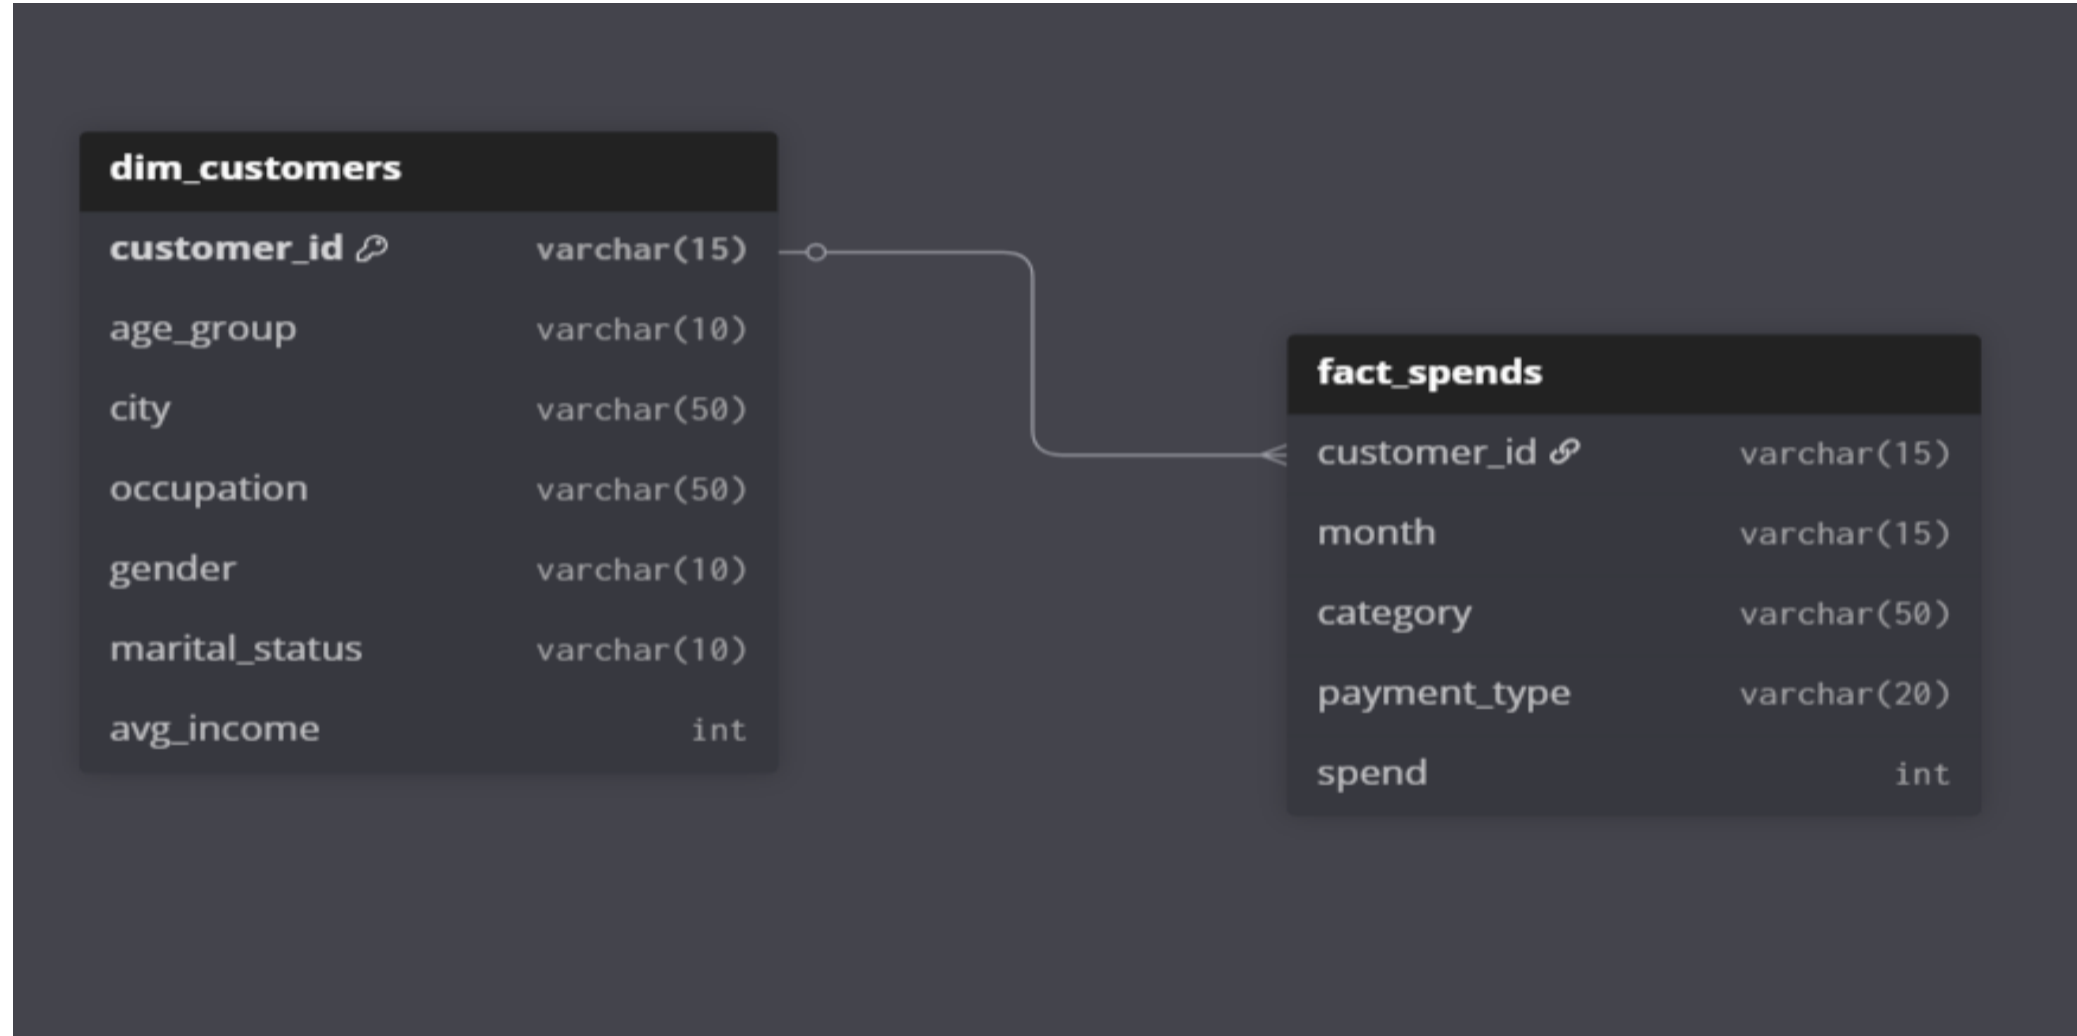 dim_customers
customer_id varchar(15)
age_group varchar(10)
city varchar(50)
occupation varchar(50)
gender varchar(10)
marital_status varchar(10)
avg_income int
fact_spends
customer_id varchar(15)
month varchar(15)
category varchar(50)
payment_type varchar(20)
spend int